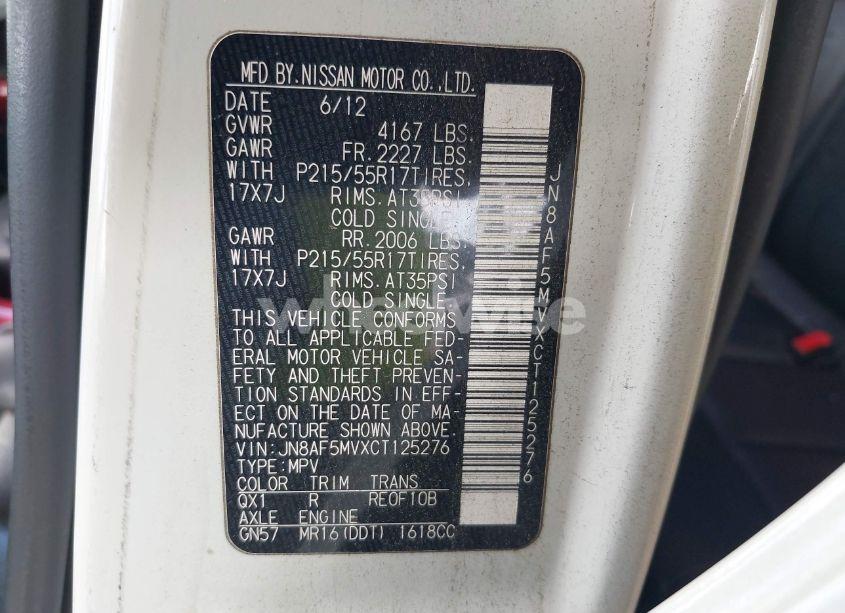 MFD BY.NISSAN MOTOR CO.,LTD.
DATE 6/12
GVWR 4167 LBS.
GAWR FR.2227 LBS.
WITH P215/55R17TIRES,
17X7J RIMS.AT35PSI
COLD SINGLE.
GAWR RR.2006 LBS.
WITH P215/55R17TIRES,
17X7J RIMS.AT35PSI
COLD SINGLE.
THIS VEHICLE CONFORMS
TO ALL APPLICABLE FED-
ERAL MOTOR VEHICLE SA-
FETY AND THEFT PREVEN-
TION STANDARDS IN EFF-
ECT ON THE DATE OF MA-
NUFACTURE SHOWN ABOVE.
VIN:JN8AF5MVXCT125276
TYPE:MPV
COLOR TRIM TRANS
QX1 R RE0F10B
AXLE ENGINE
GN57 MR16(DDT) 1618CC
JN8AF5MVXCT125276